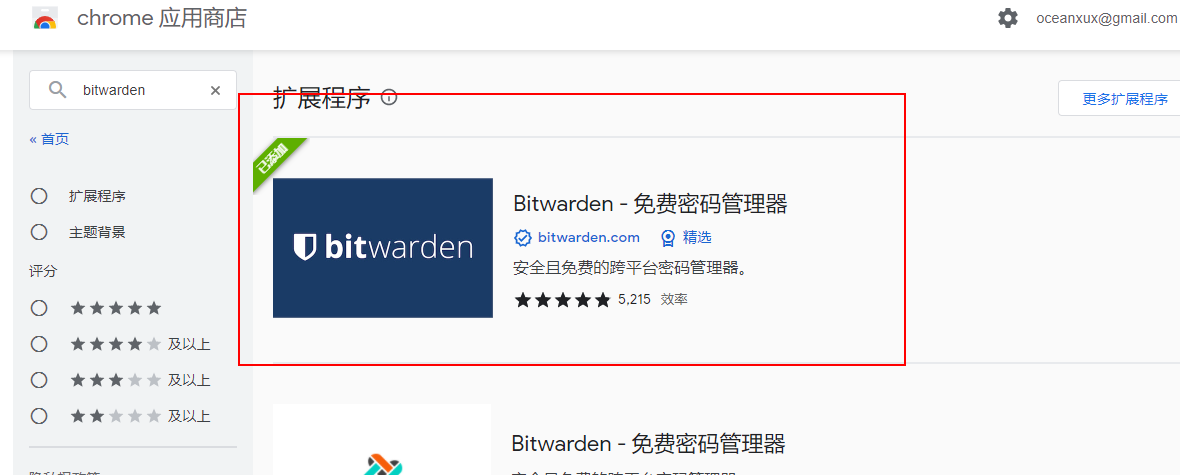 chrome 应用商店
oceanxux@gmail.com
bitwarden
« 首页
扩展程序
主题背景
评分
及以上
及以上
及以上
扩展程序
更多扩展程序
已添加
bitwarden
Bitwarden - 免费密码管理器
bitwarden.com 精选
安全且免费的跨平台密码管理器。
5,215 效率
Bitwarden - 免费密码管理器